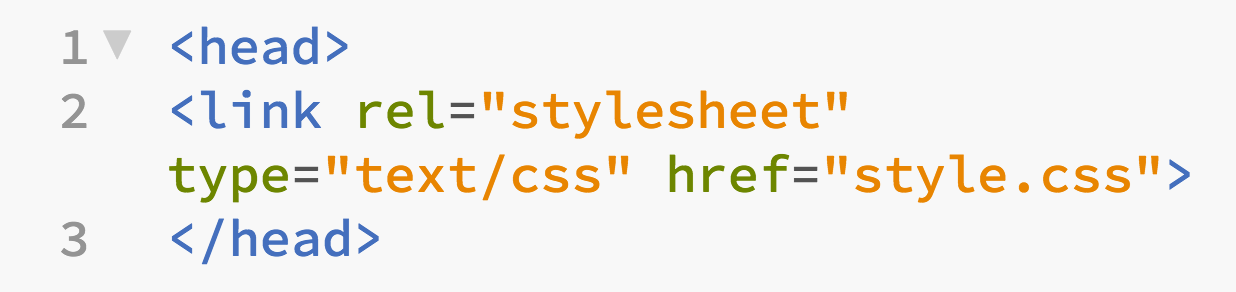 1 <head>
2 <link rel="stylesheet"
type="text/css" href="style.css">
3 </head>